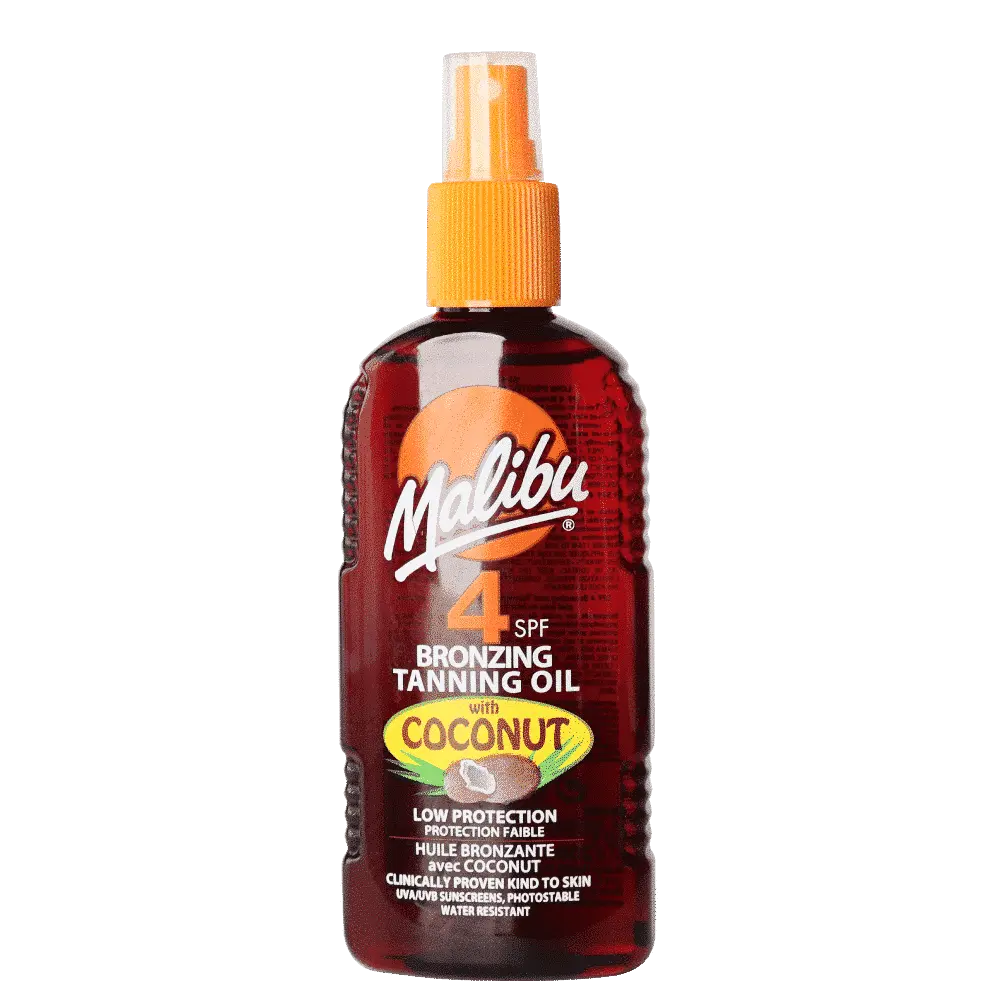 Malibu®
4 SPF
BRONZING
TANNING OIL
with
COCONUT
LOW PROTECTION
PROTECTION FAIBLE
HUILE BRONZANTE
avec COCONUT
CLINICALLY PROVEN KIND TO SKIN
UVA/UVB SUNSCREENS, PHOTOSTABLE
WATER RESISTANT